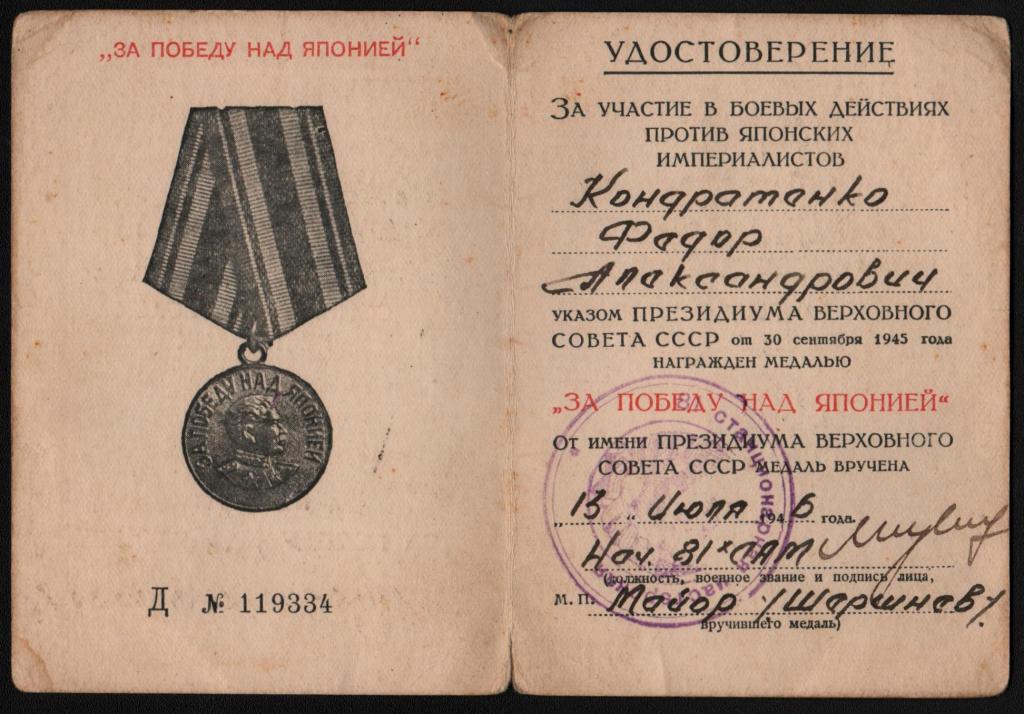 „ЗА ПОБЕДУ НАД ЯПОНИЕЙ“
ЗА ПОБЕДУ НАД ЯПОНИЕЙ
Д № 119334
УДОСТОВЕРЕНИЕ
ЗА УЧАСТИЕ В БОЕВЫХ ДЕЙСТВИЯХ
ПРОТИВ ЯПОНСКИХ
ИМПЕРИАЛИСТОВ
Кондратенко
Федор
Александрович
УКАЗОМ ПРЕЗИДИУМА ВЕРХОВНОГО
СОВЕТА СССР от 30 сентября 1945 года
НАГРАЖДЕН МЕДАЛЬЮ
„ЗА ПОБЕДУ НАД ЯПОНИЕЙ“
ОТ ИМЕНИ ПРЕЗИДИУМА ВЕРХОВНОГО
СОВЕТА СССР МЕДАЛЬ ВРУЧЕНА
„13 “ Июля 1946 года.
Нач. 81х САМ
(должность, военное звание и подпись лица,
М. П. Майор
вручившего медаль)
81 стационарная